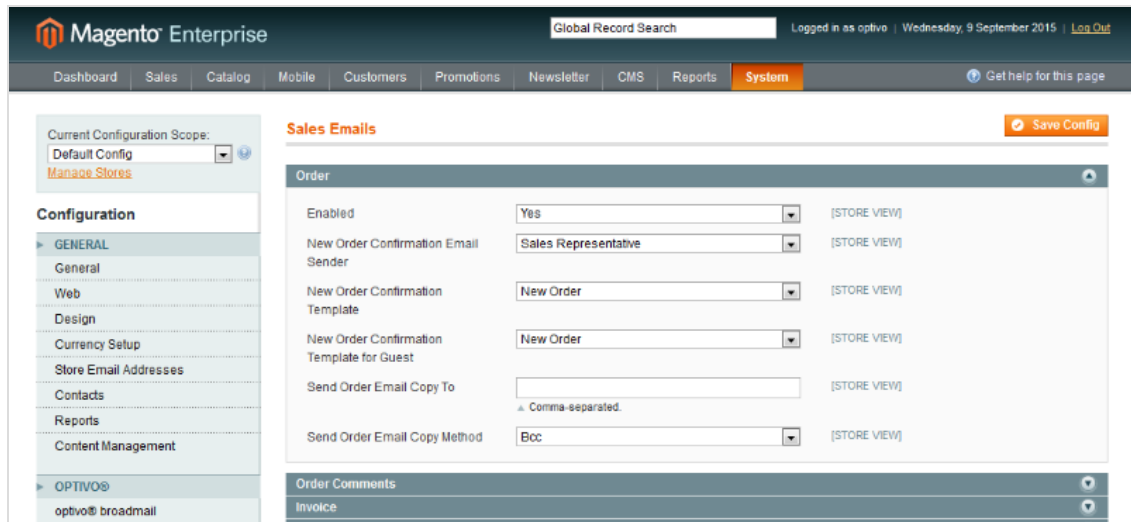 Magento Enterprise
Global Record Search
Logged in as optivo | Wednesday, 9 September 2015 | Log Out
Dashboard Sales Catalog Mobile Customers Promotions Newsletter CMS Reports System Get help for this page
Current Configuration Scope:
Default Config
Manage Stores
Configuration
GENERAL
General
Web
Design
Currency Setup
Store Email Addresses
Contacts
Reports
Content Management
OPTIVO®
optivo® broadmail
Sales Emails
Save Config
Order
Enabled Yes [STORE VIEW]
New Order Confirmation Email Sales Representative [STORE VIEW]
Sender
New Order Confirmation New Order [STORE VIEW]
Template
New Order Confirmation New Order [STORE VIEW]
Template for Guest
Send Order Email Copy To [STORE VIEW]
Comma-separated.
Send Order Email Copy Method Bcc [STORE VIEW]
Order Comments
Invoice